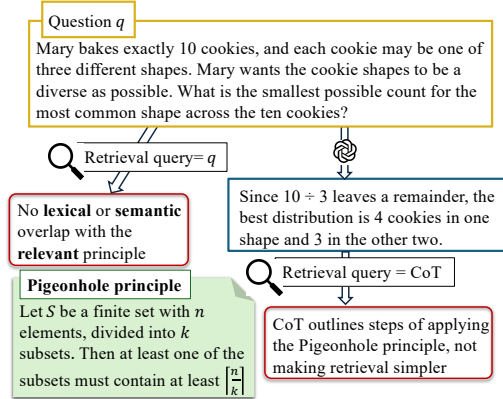 Question q
Mary bakes exactly 10 cookies, and each cookie may be one of
three different shapes. Mary wants the cookie shapes to be a
diverse as possible. What is the smallest possible count for the
most common shape across the ten cookies?
Retrieval query= q
No lexical or semantic
overlap with the
relevant principle
Pigeonhole principle
Let S be a finite set with n
elements, divided into k
subsets. Then at least one of the
subsets must contain at least ⌈n/k⌉
Since 10 ÷ 3 leaves a remainder, the
best distribution is 4 cookies in one
shape and 3 in the other two.
Retrieval query = CoT
CoT outlines steps of applying
the Pigeonhole principle, not
making retrieval simpler